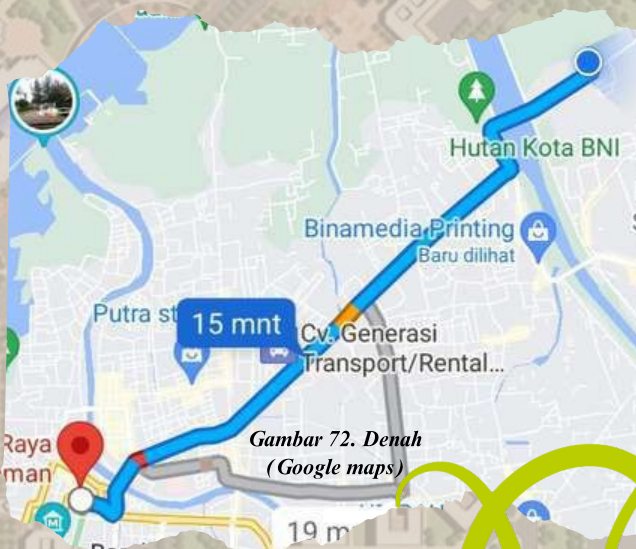 Hutan Kota BNI
Binamedia Printing
Baru dilihat
Putra st
15 mnt
Cv. Generasi
Transport/Rental...
Gambar 72. Denah
(Google maps)
Raya
man
19 m